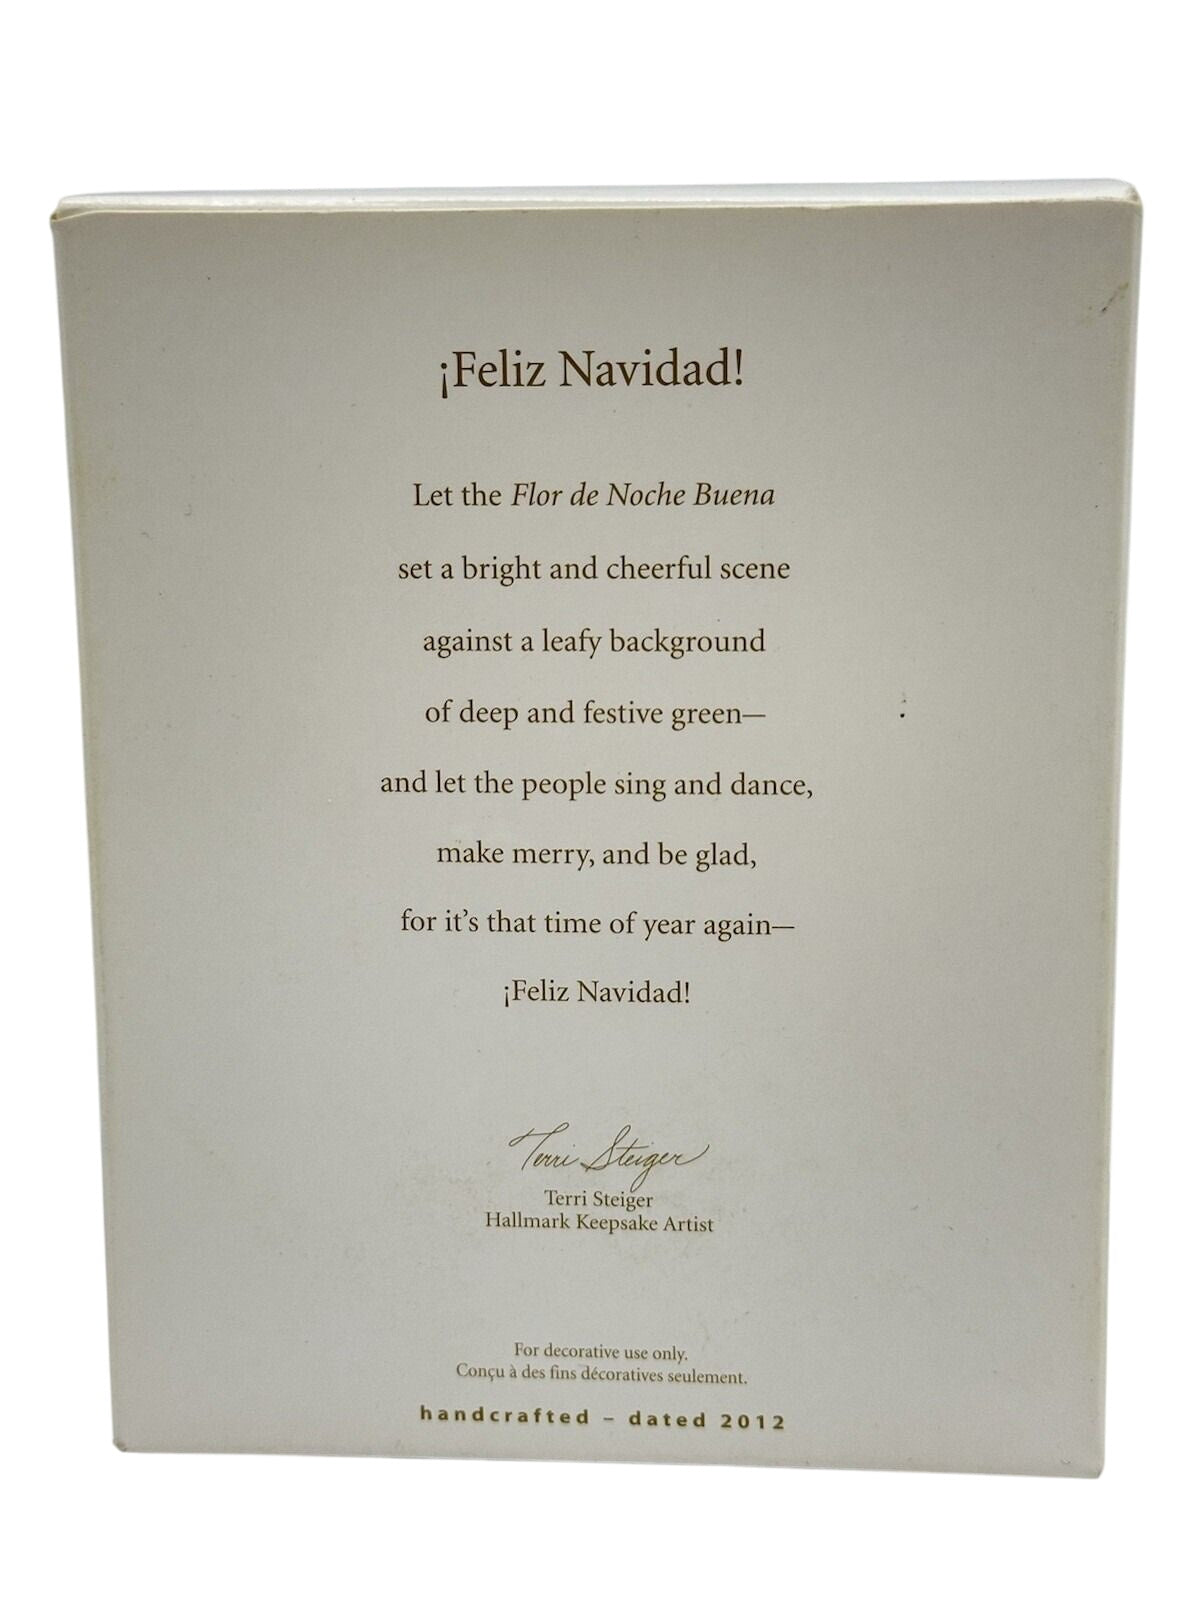 ¡Feliz Navidad!
Let the Flor de Noche Buena
set a bright and cheerful scene
against a leafy background
of deep and festive green—
and let the people sing and dance,
make merry, and be glad,
for it's that time of year again—
¡Feliz Navidad!
Terri Steiger
Terri Steiger
Hallmark Keepsake Artist
For decorative use only.
Conçu à des fins décoratives seulement.
handcrafted – dated 2012